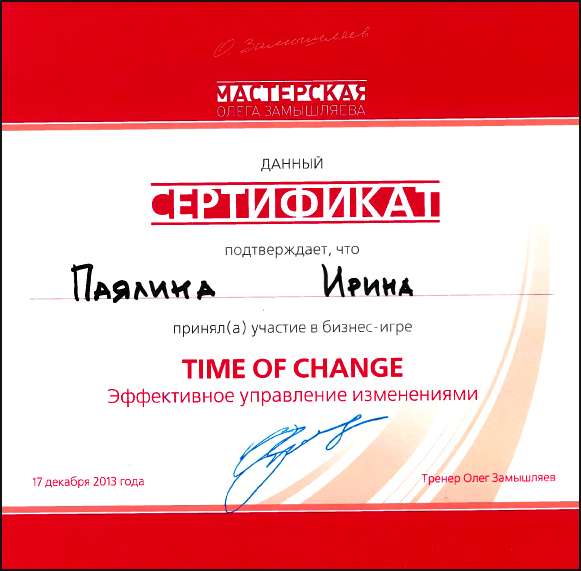 О. Замышляев
МАСТЕРСКАЯ
ОЛЕГА ЗАМЫШЛЯЕВА
ДАННЫЙ
СЕРТИФИКАТ
подтверждает, что
Паялина Ирина
принял(а) участие в бизнес-игре
TIME OF CHANGE
Эффективное управление изменениями
17 декабря 2013 года
Тренер Олег Замышляев